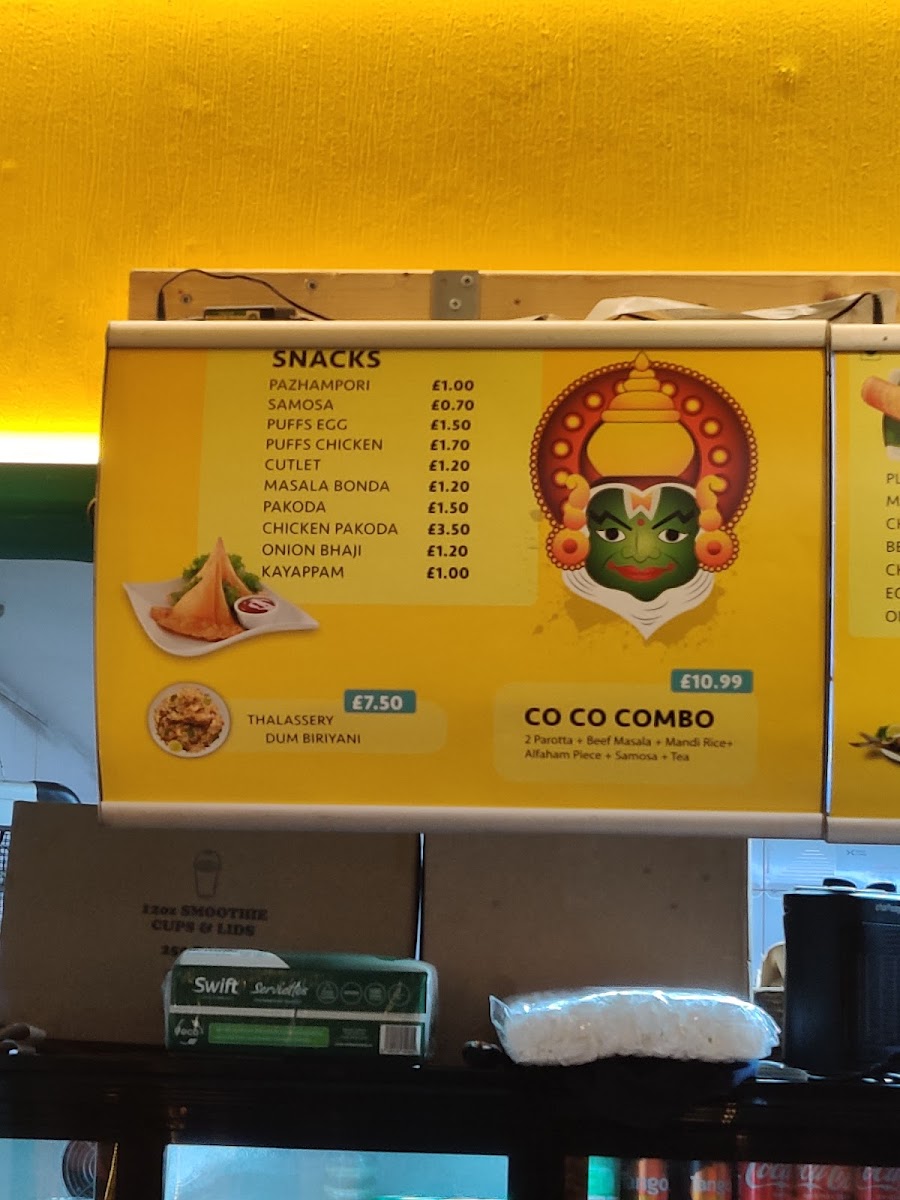 SNACKS
PAZHAMPORI £1.00
SAMOSA £0.70
PUFFS EGG £1.50
PUFFS CHICKEN £1.70
CUTLET £1.20
MASALA BONDA £1.20
PAKODA £1.50
CHICKEN PAKODA £3.50
ONION BHAJI £1.20
KAYAPPAM £1.00
£7.50
THALASSERY
DUM BIRIYANI
£10.99
CO CO COMBO
2 Parotta + Beef Masala + Mandi Rice+
Alfaham Piece + Samosa + Tea
12oz SMOOTHIE
CUPS & LIDS
Swift Serviettes
Coca-Cola